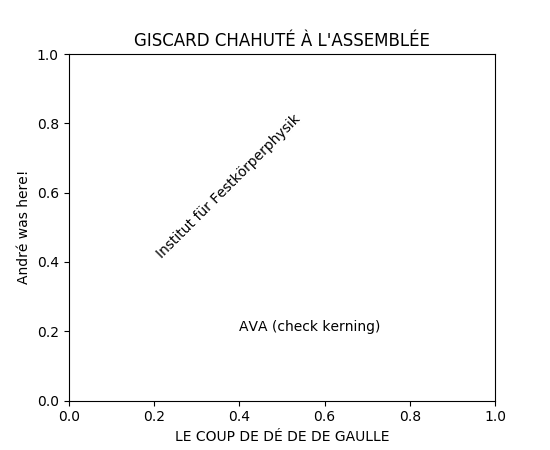 GISCARD CHAHUTÉ À L'ASSEMBLÉE
1.0
0.8
0.6
0.4
0.2
0.0
André was here!
Institut für Festkörperphysik
AVA (check kerning)
0.0 0.2 0.4 0.6 0.8 1.0
LE COUP DE DÉ DE DE GAULLE